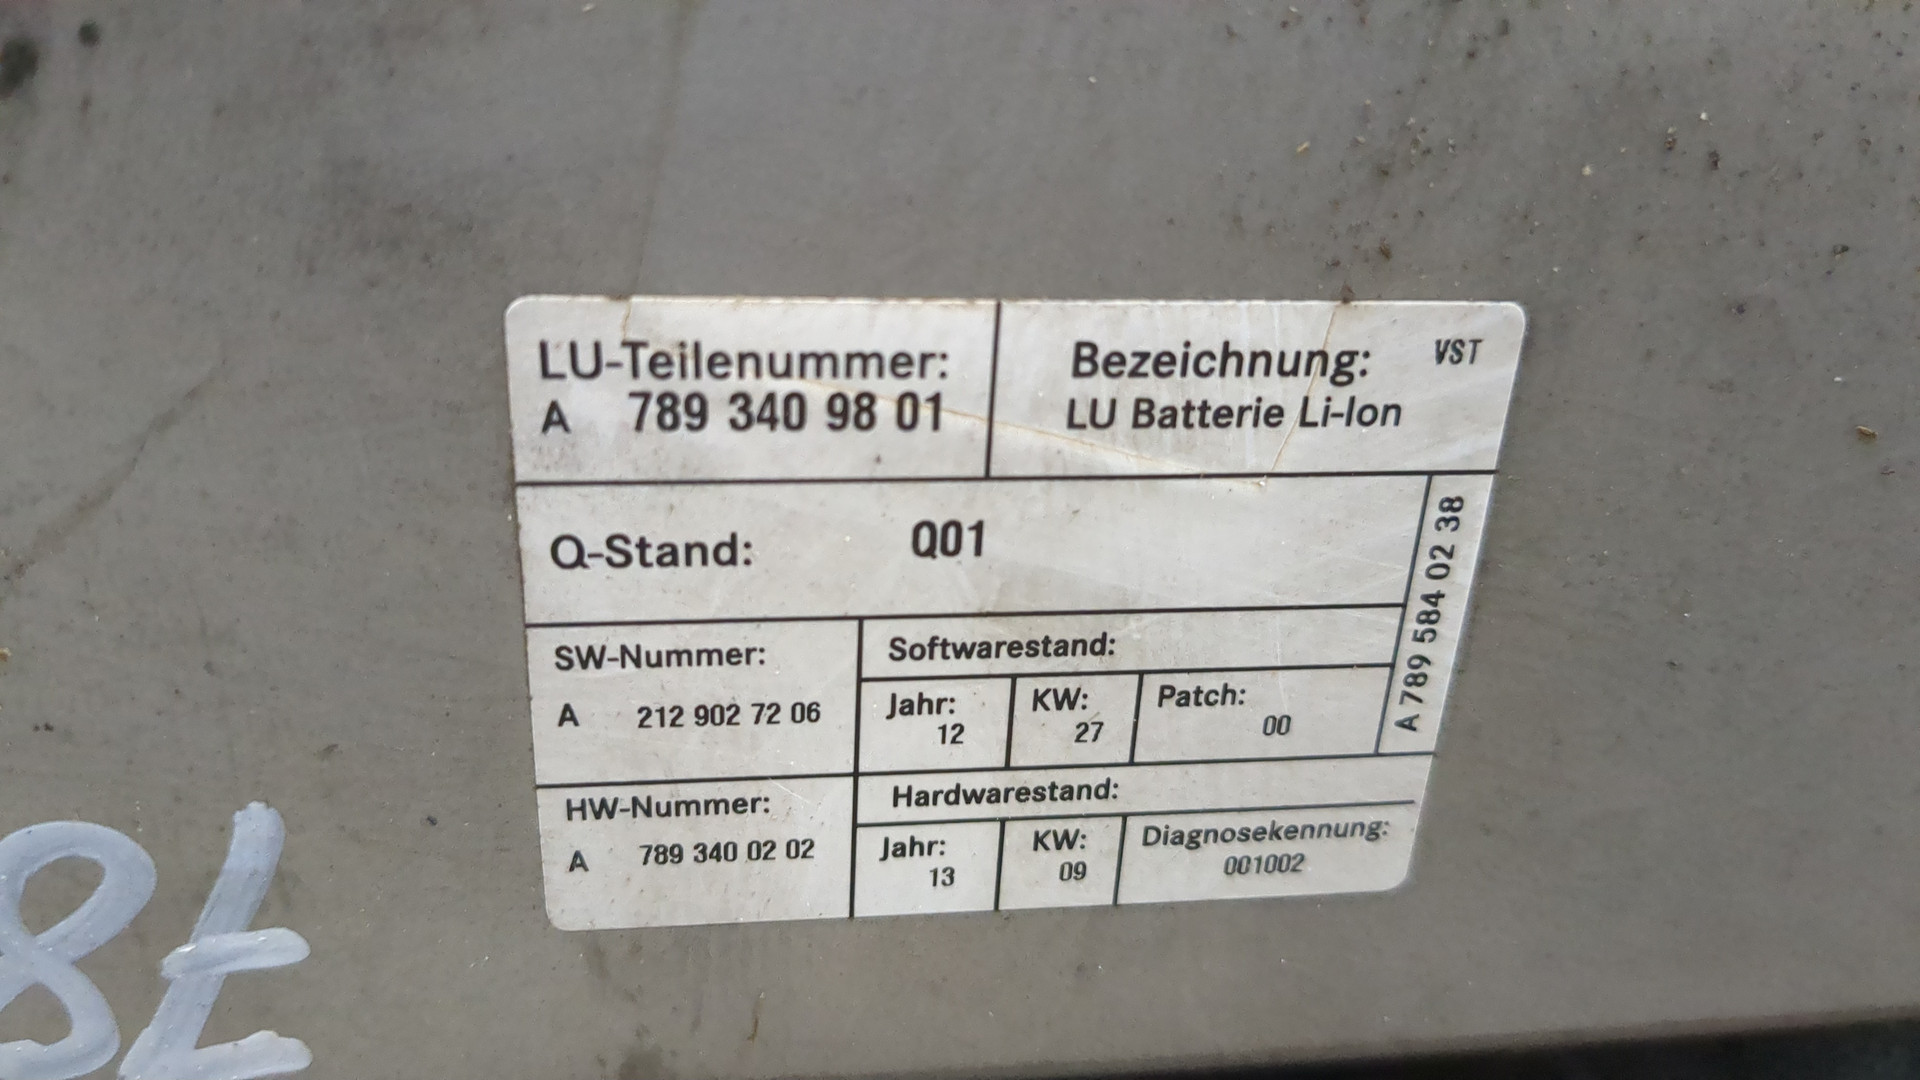 LU-Teilenummer:
A 789 340 98 01
Bezeichnung: VST
LU Batterie Li-Ion
Q-Stand: Q01
A 789 584 02 38
SW-Nummer:
A 212 902 72 06
Softwarestand:
Jahr: KW: Patch:
12 27 00
HW-Nummer:
A 789 340 02 02
Hardwarestand:
Jahr: KW: Diagnosekennung:
13 09 001002